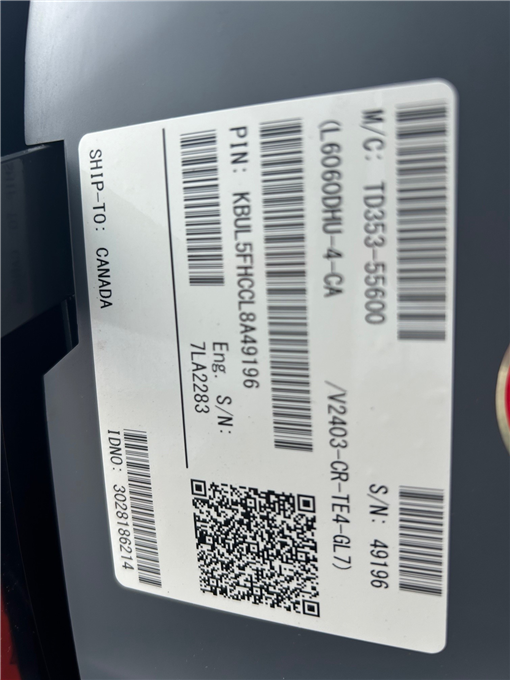 M/C: TD353-55600
S/N: 49196
(L6060DHU-4-CA
/V2403-CR-TE4-GL7)
PIN: KBUL5FHCCL8A49196
Eng. S/N:
7LA2283
SHIP-TO: CANADA
IDNO: 3028186214